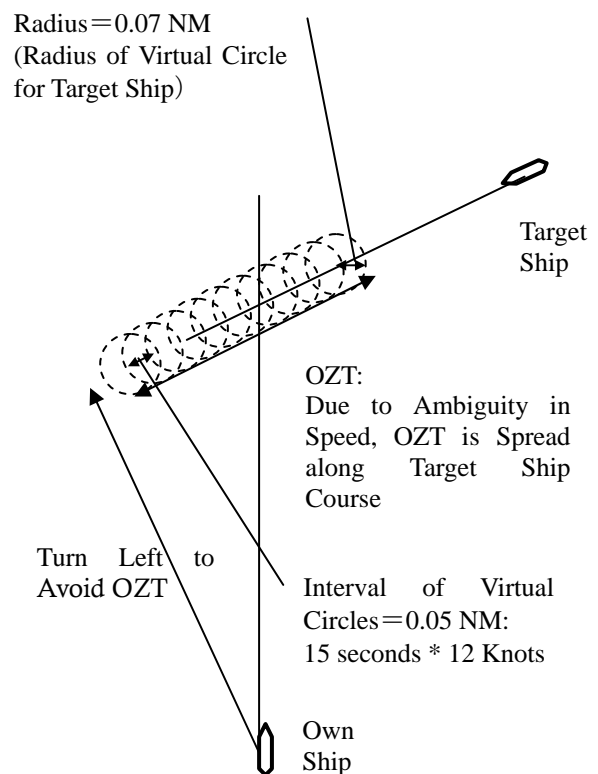 Radius＝0.07 NM
(Radius of Virtual Circle
for Target Ship）
Target
Ship
OZT:
Due to Ambiguity in
Speed, OZT is Spread
along Target Ship
Course
Turn Left to
Avoid OZT
Interval of Virtual
Circles＝0.05 NM:
15 seconds * 12 Knots
Own
Ship